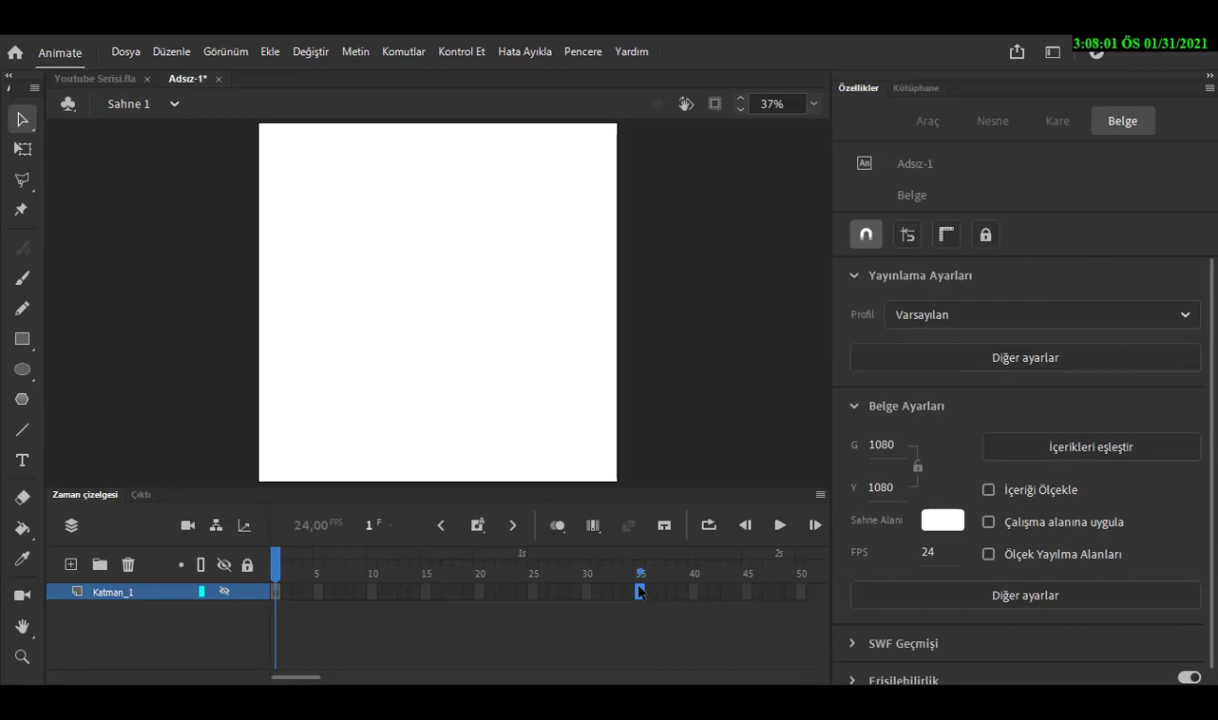 3:08:01 ÖS 01/31/2021
Animate Dosya Düzenle Görünüm Ekle Değiştir Metin Komutlar Kontrol Et Hata Ayıkla Pencere Yardım
Youtube Serisi.fla × Adsız-1* ×
Sahne 1
37%
Özellikler Kütüphane
Araç Nesne Kare Belge
An Adsız-1
Belge
Yayınlama Ayarları
Profil Varsayılan
Diğer ayarlar
Belge Ayarları
G 1080
İçerikleri eşleştir
Y 1080
İçeriği Ölçekle
Sahne Alanı
Çalışma alanına uygula
FPS 24
Ölçek Yayılma Alanları
Diğer ayarlar
SWF Geçmişi
Erişilebilirlik
Zaman çizelgesi Çıktı
24,00 FPS 1 F
1s 2s
5 10 15 20 25 30 35 40 45 50
Katman_1
T